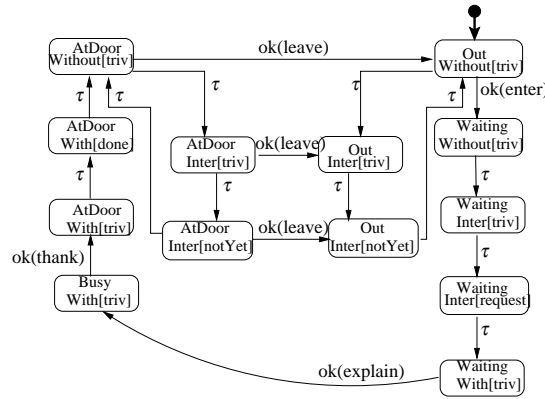 AtDoor
Without[triv]
ok(leave)
Out
Without[triv]
τ
τ
τ
τ
τ
ok(enter)
AtDoor
With[done]
Waiting
Without[triv]
AtDoor
Inter[triv]
ok(leave)
Out
Inter[triv]
τ
τ
τ
τ
AtDoor
With[triv]
Waiting
Inter[triv]
AtDoor
Inter[notYet]
ok(leave)
Out
Inter[notYet]
ok(thank)
τ
Busy
With[triv]
Waiting
Inter[request]
τ
ok(explain)
Waiting
With[triv]